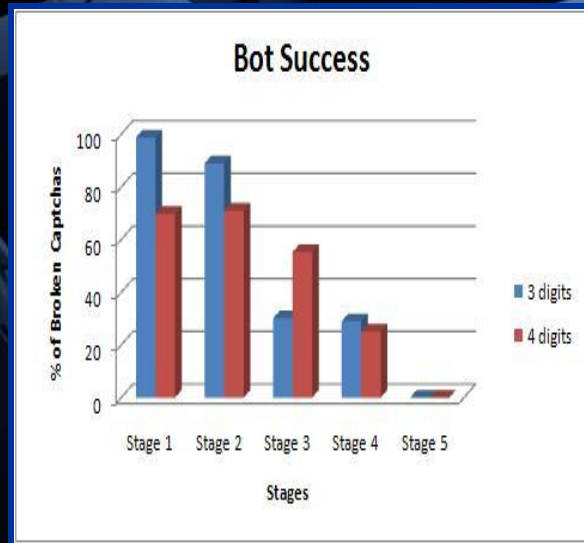 Bot Success
% of Broken Captchas
100
80
60
40
20
0
Stage 1 Stage 2 Stage 3 Stage 4 Stage 5
Stages
3 digits
4 digits